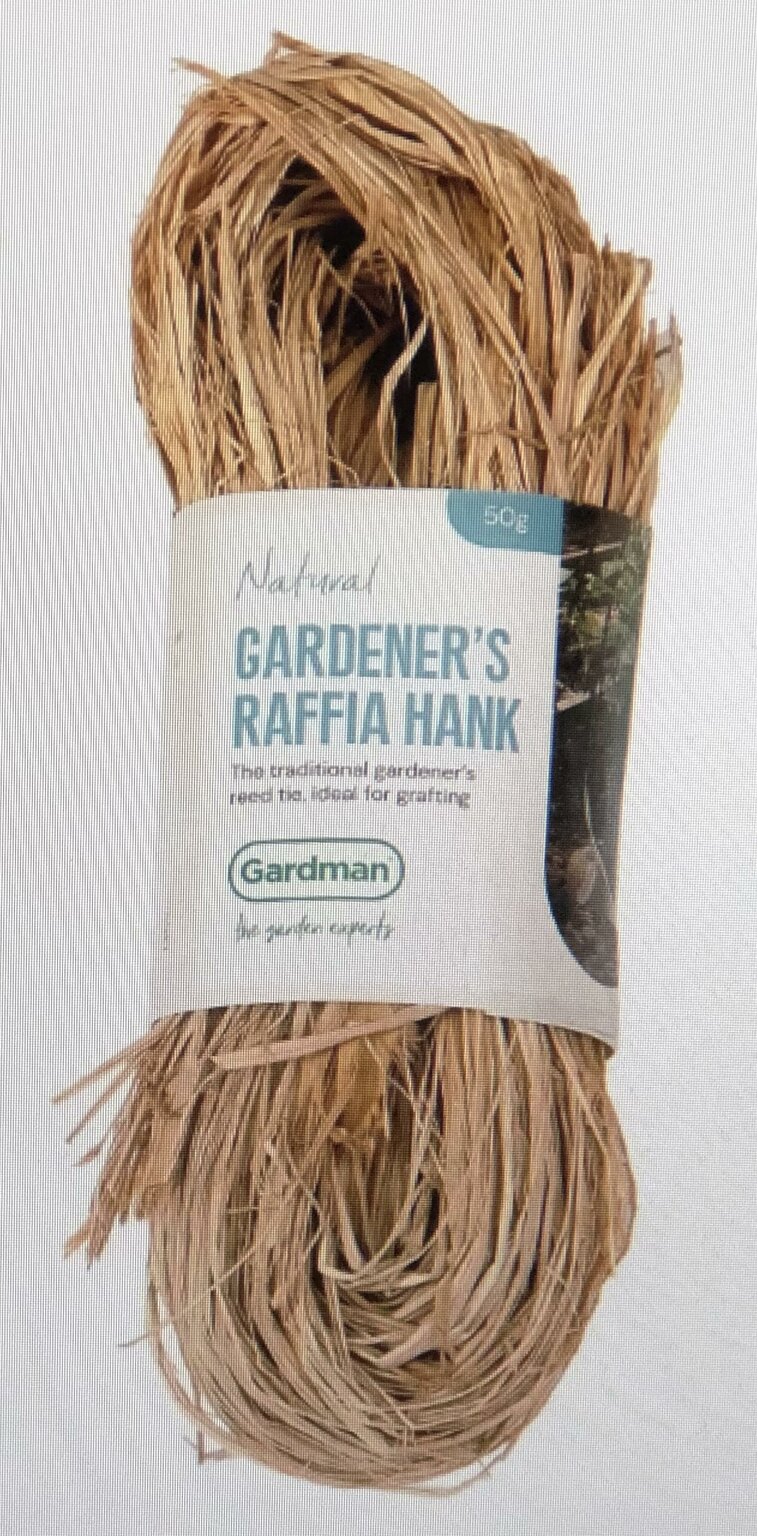 50g
Natural
GARDENER'S
RAFFIA HANK
The traditional gardener's
reed tie, ideal for grafting
Gardman
the garden experts